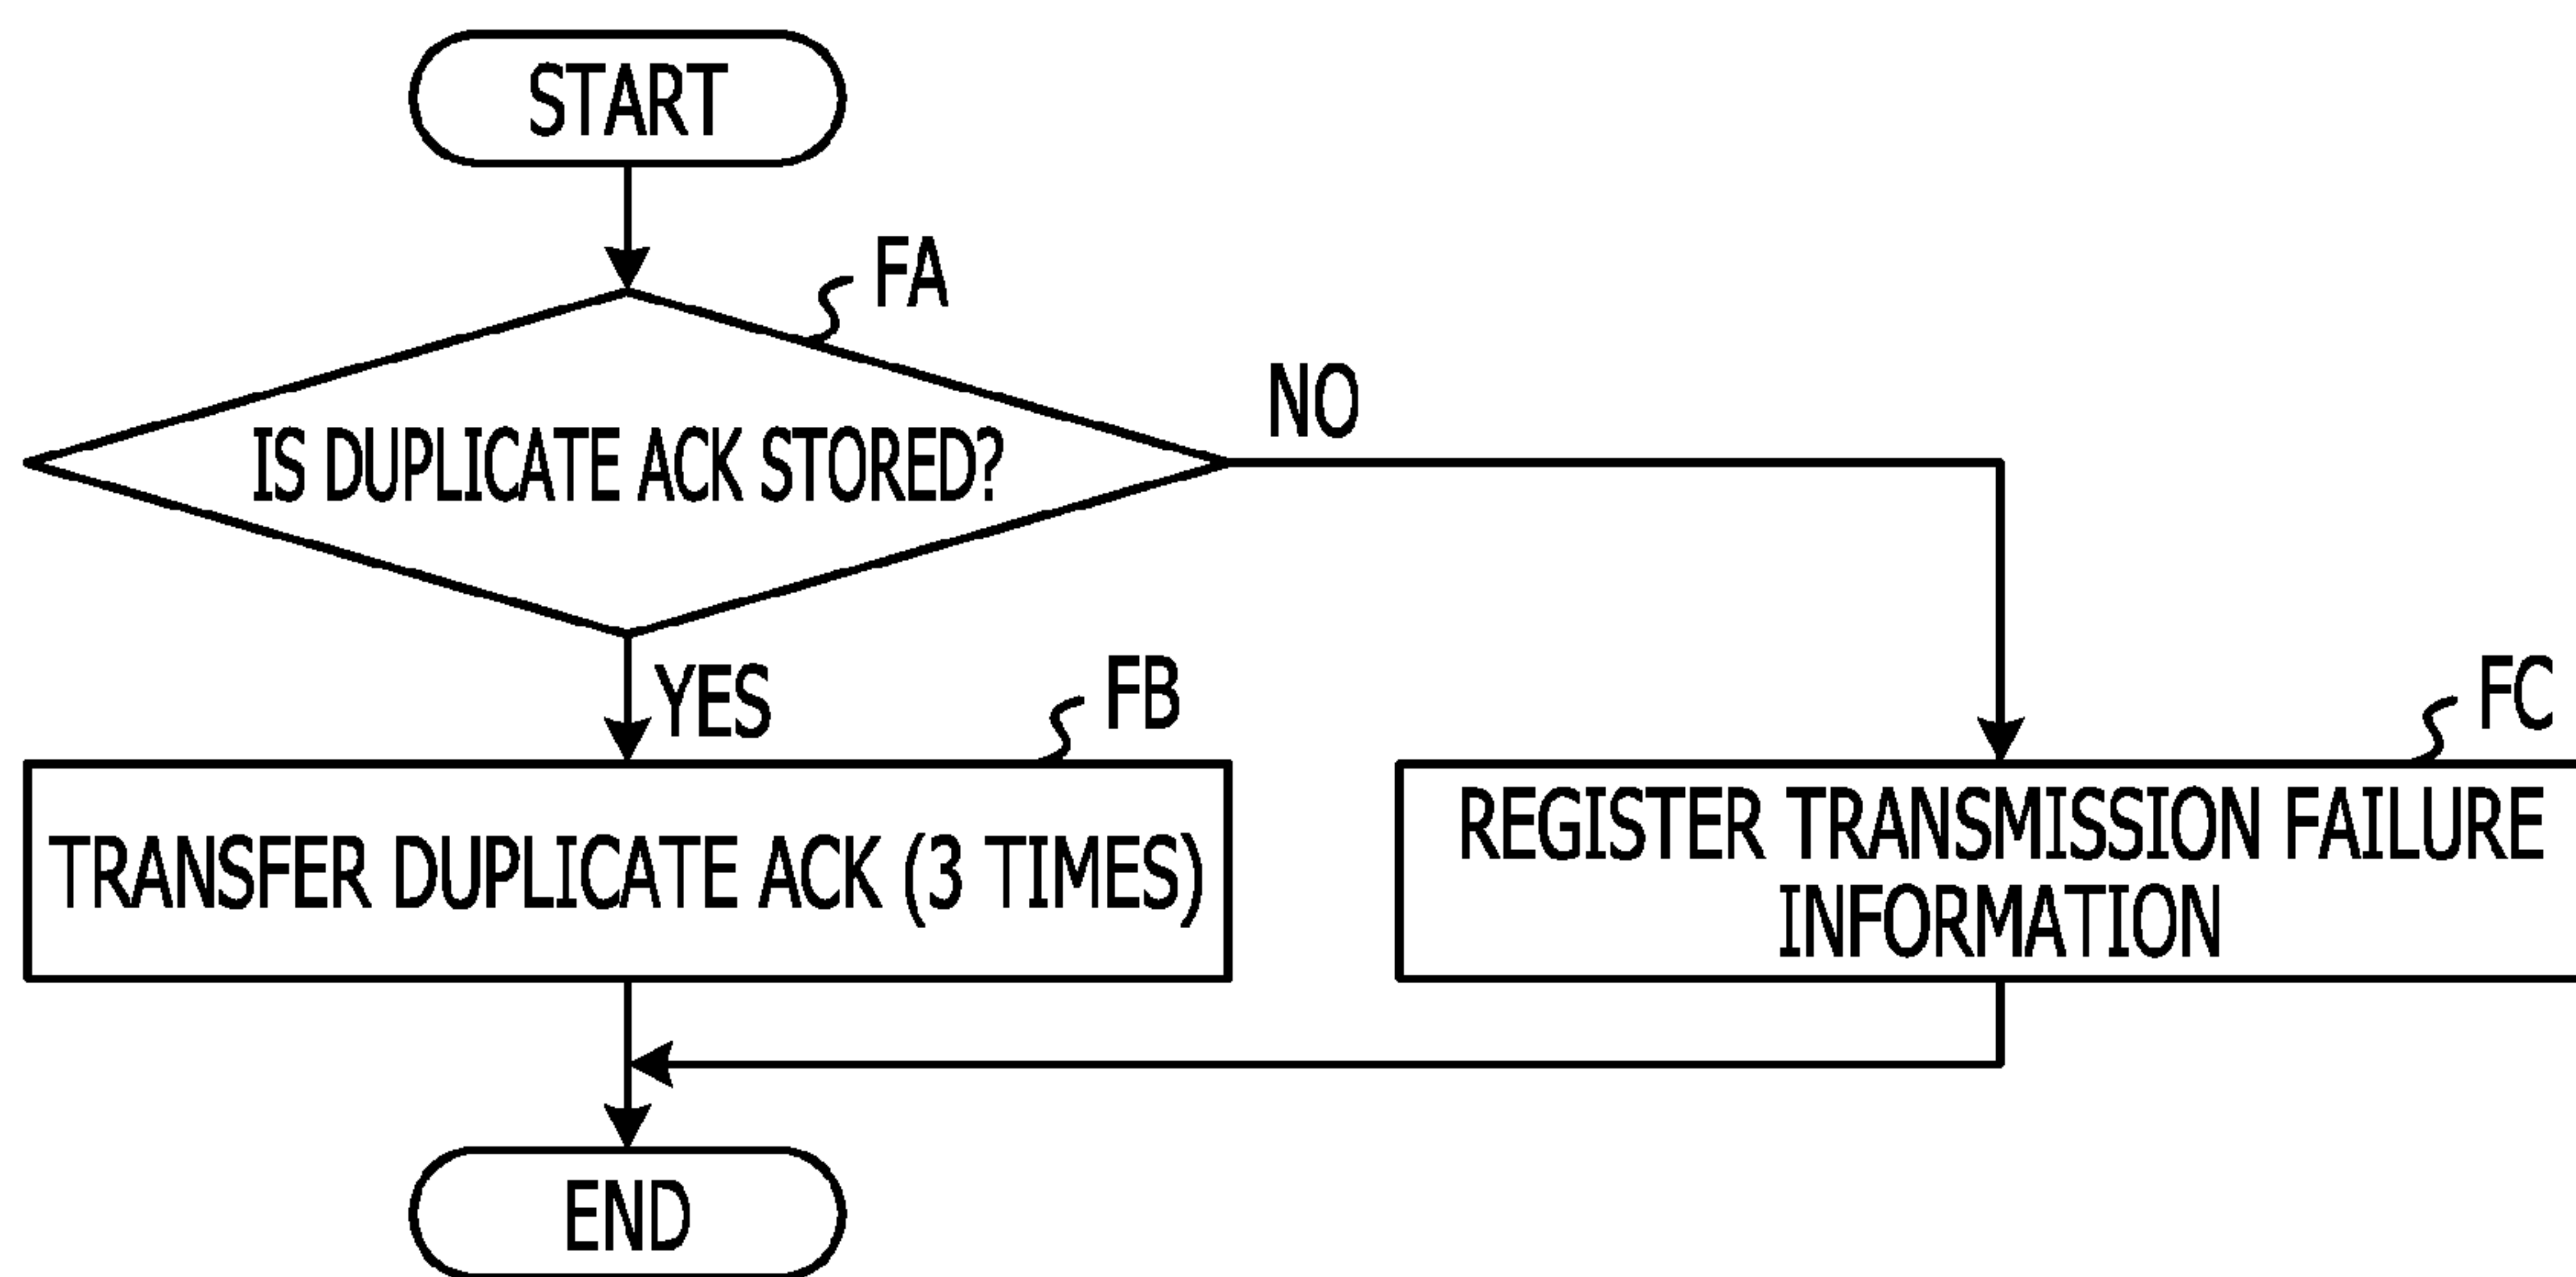 START
FA
IS DUPLICATE ACK STORED?
NO
YES
FB
TRANSFER DUPLICATE ACK (3 TIMES)
FC
REGISTER TRANSMISSION FAILURE
INFORMATION
END